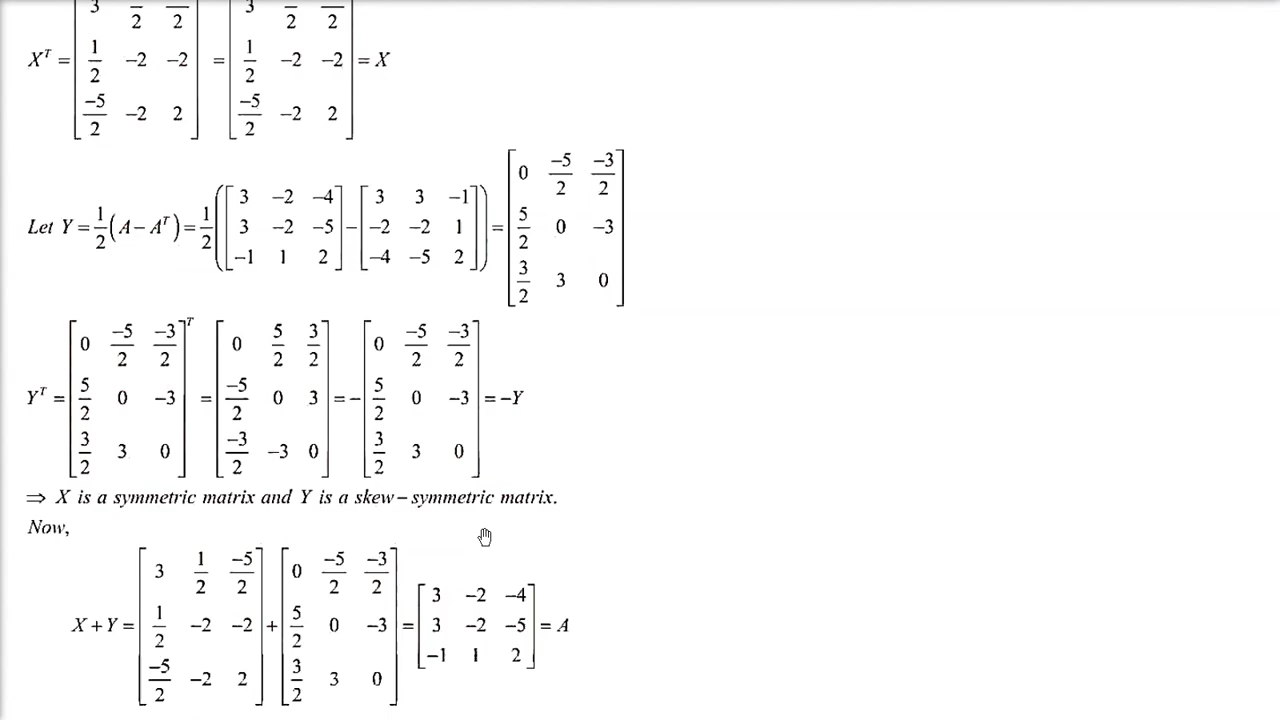 X^T = [3 1/2 -5/2; 1/2 -2 -2; -5/2 -2 2] = [3 1/2 -5/2; 1/2 -2 -2; -5/2 -2 2] = X
Let Y = 1/2 (A - A^T) = 1/2 ([3 -2 -4; 3 -2 -5; -1 1 2] - [3 3 -1; -2 -2 1; -4 -5 2]) = [0 -5/2 -3/2; 5/2 0 -3; 3/2 3 0]
Y^T = [0 -5/2 -3/2; 5/2 0 -3; 3/2 3 0]^T = [0 5/2 3/2; -5/2 0 3; -3/2 -3 0] = - [0 -5/2 -3/2; 5/2 0 -3; 3/2 3 0] = -Y
⇒ X is a symmetric matrix and Y is a skew-symmetric matrix.
Now,
X + Y = [3 1/2 -5/2; 1/2 -2 -2; -5/2 -2 2] + [0 -5/2 -3/2; 5/2 0 -3; 3/2 3 0] = [3 -2 -4; 3 -2 -5; -1 1 2] = A